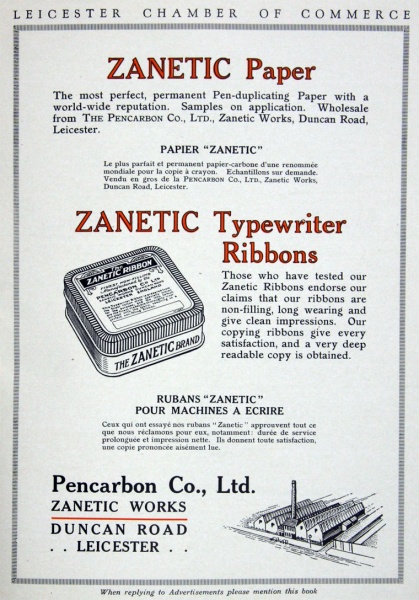 LEICESTER CHAMBER OF COMMERCE
ZANETIC Paper
The most perfect, permanent Pen-duplicating Paper with a
world-wide reputation. Samples on application. Wholesale
from THE PENCARBON CO., LTD., Zanetic Works, Duncan Road,
Leicester.
PAPIER "ZANETIC"
Le plus parfait et permanent papier-carbone d'une renommée
mondiale pour la copie à crayon. Echantillons sur demande.
Vendu en gros de la PENCARBON CO., LTD., Zanetic Works,
Duncan Road, Leicester.
ZANETIC Typewriter
Ribbons
ZANETIC RIBBON
PENCARBON CO LTD
LEICESTER ENGLAND
THE ZANETIC BRAND
Those who have tested our
Zanetic Ribbons endorse our
claims that our ribbons are
non-filling, long wearing and
give clean impressions. Our
copying ribbons give every
satisfaction, and a very deep
readable copy is obtained.
RUBANS "ZANETIC"
POUR MACHINES A ECRIRE
Ceux qui ont essayé nos rubans "Zanetic" approuvent tout ce
que nous réclamons pour eux, notamment: durée de service
prolonguée et impression nette. Ils donnent toute satisfaction,
une copie prononcée aisément lue.
Pencarbon Co., Ltd.
ZANETIC WORKS
DUNCAN ROAD
. . LEICESTER . .
When replying to Advertisements please mention this book